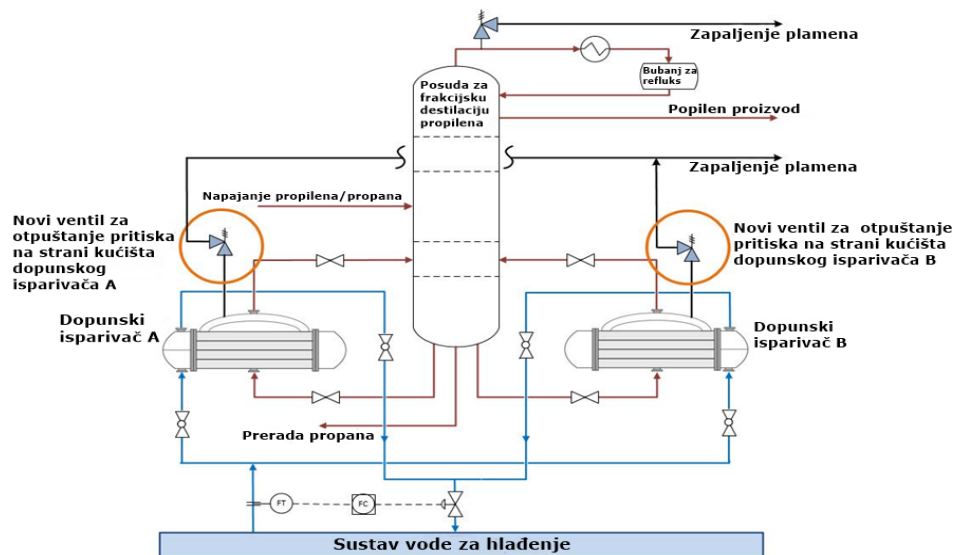 Zapaljenje plamena
Bubanj za
refluks
Posuda za
frakcijsku
destilaciju
propilena
Popilen proizvod
Zapaljenje plamena
Napajanje propilena/propana
Novi ventil za
otpuštanje pritiska
na strani kućišta
dopunskog
isparivača A
Novi ventil za otpuštanje
pritiska na strani kućišta
dopunskog isparivača B
Dopunski
isparivač A
Dopunski
isparivač B
Prerada propana
FT
FC
Sustav vode za hlađenje